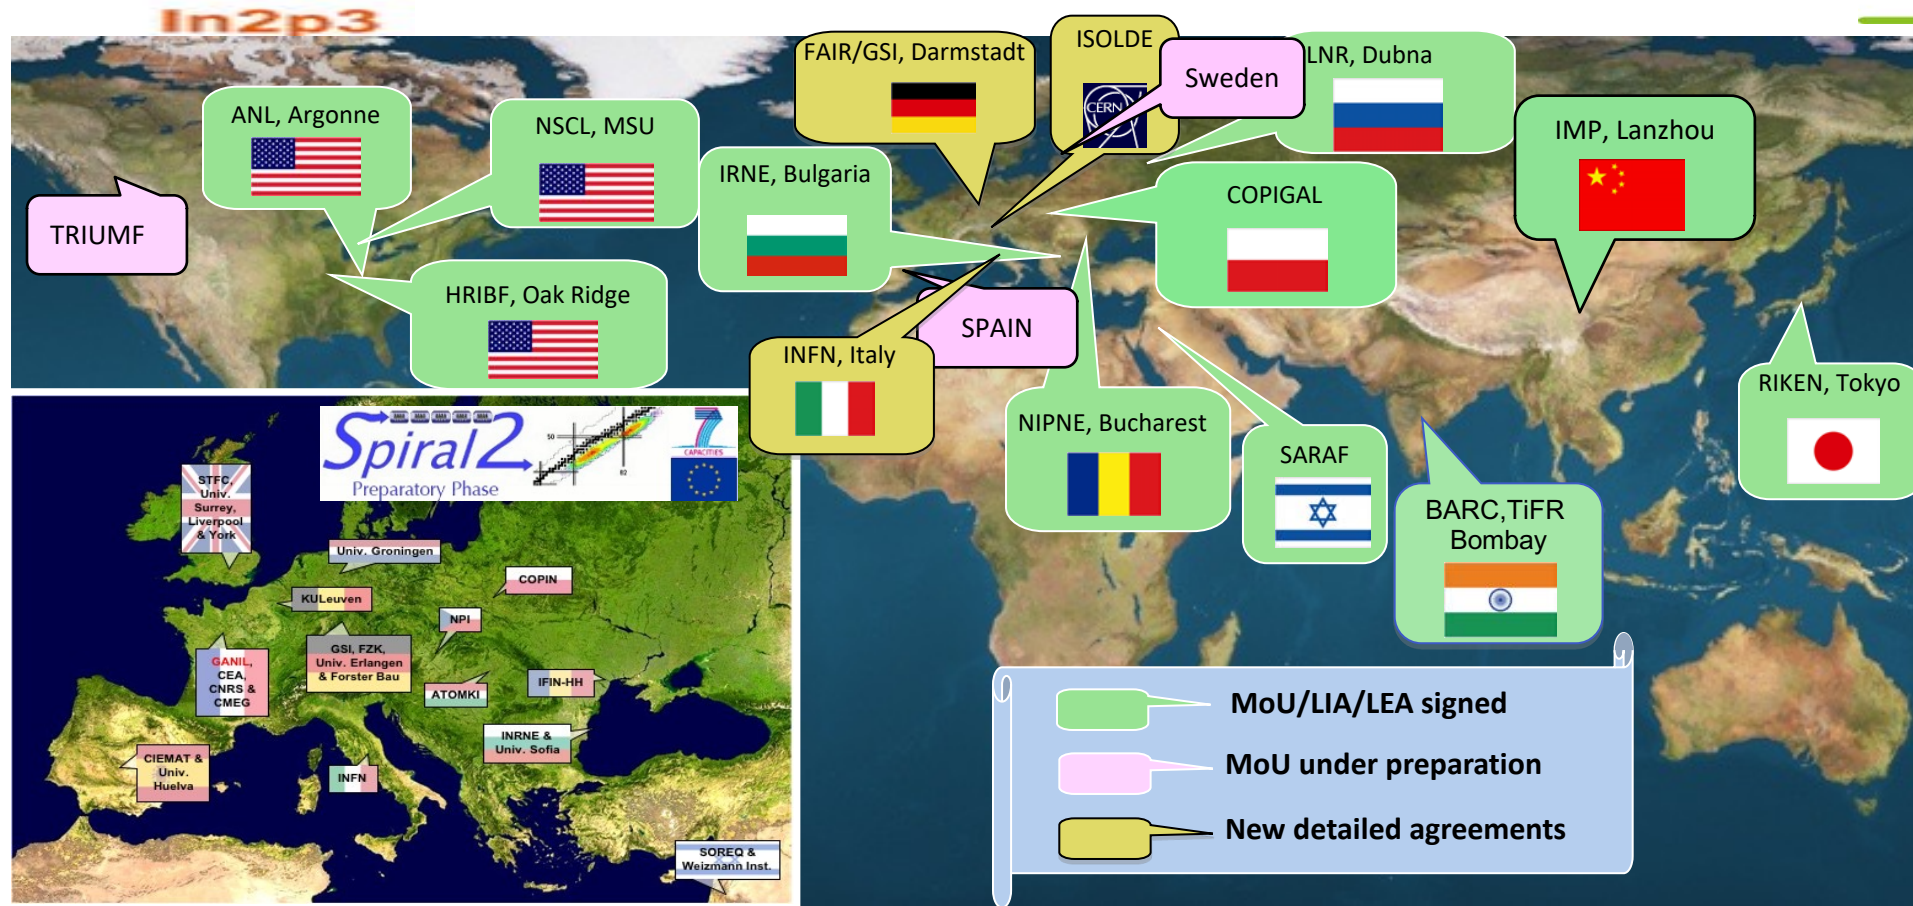 In2p3
FAIR/GSI, Darmstadt
ISOLDE
CERN
Sweden
LNR, Dubna
ANL, Argonne
NSCL, MSU
IMP, Lanzhou
IRNE, Bulgaria
COPIGAL
TRIUMF
HRIBF, Oak Ridge
SPAIN
INFN, Italy
RIKEN, Tokyo
NIPNE, Bucharest
SARAF
BARC,TiFR
Bombay
Spiral2
Preparatory Phase
50
82
7
CAPACITIES
STFC,
Univ.
Surrey,
Liverpool
& York
Univ. Groningen
COPIN
KULeuven
NPI
GSI, FZK,
Univ. Erlangen
& Forster Bau
GANIL,
CEA,
CNRS &
CMEG
ATOMKI
IFIN-HH
INRNE &
Univ. Sofia
CIEMAT &
Univ.
Huelva
INFN
SOREQ &
Weizmann Inst.
MoU/LIA/LEA signed
MoU under preparation
New detailed agreements